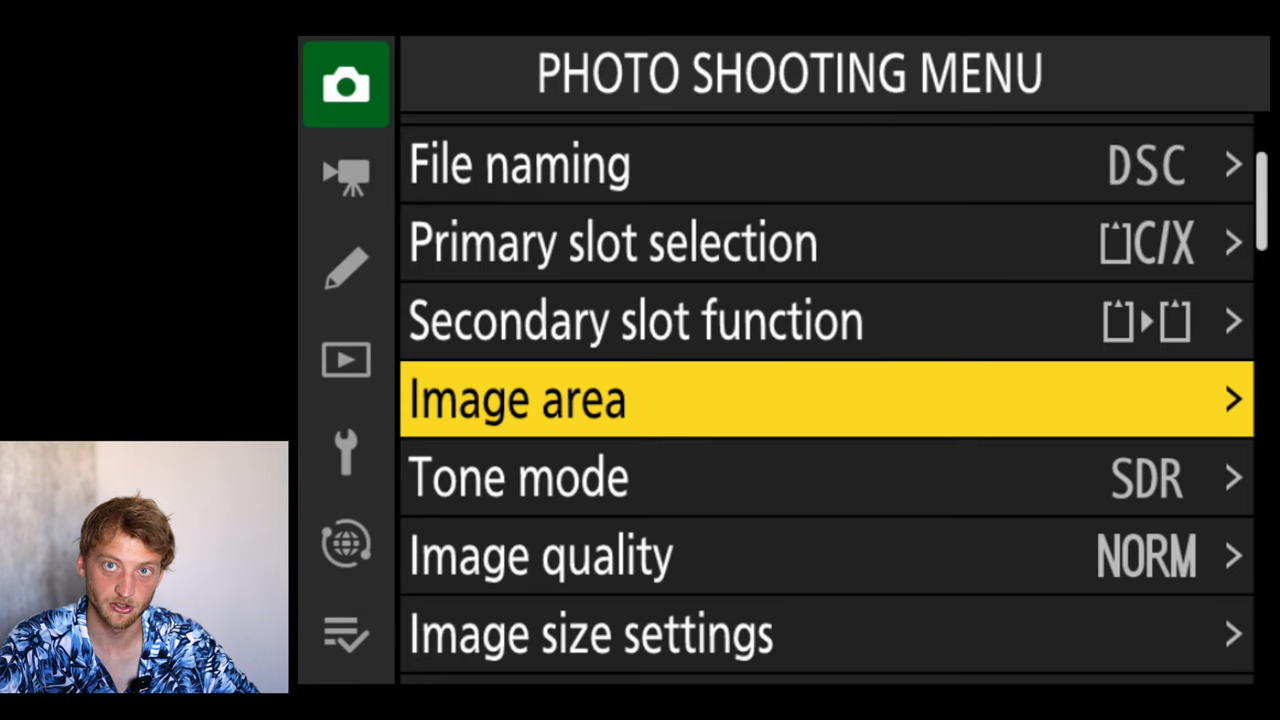 PHOTO SHOOTING MENU
File naming DSC >
Primary slot selection C/X >
Secondary slot function >
Image area >
Tone mode SDR >
Image quality NORM >
Image size settings >